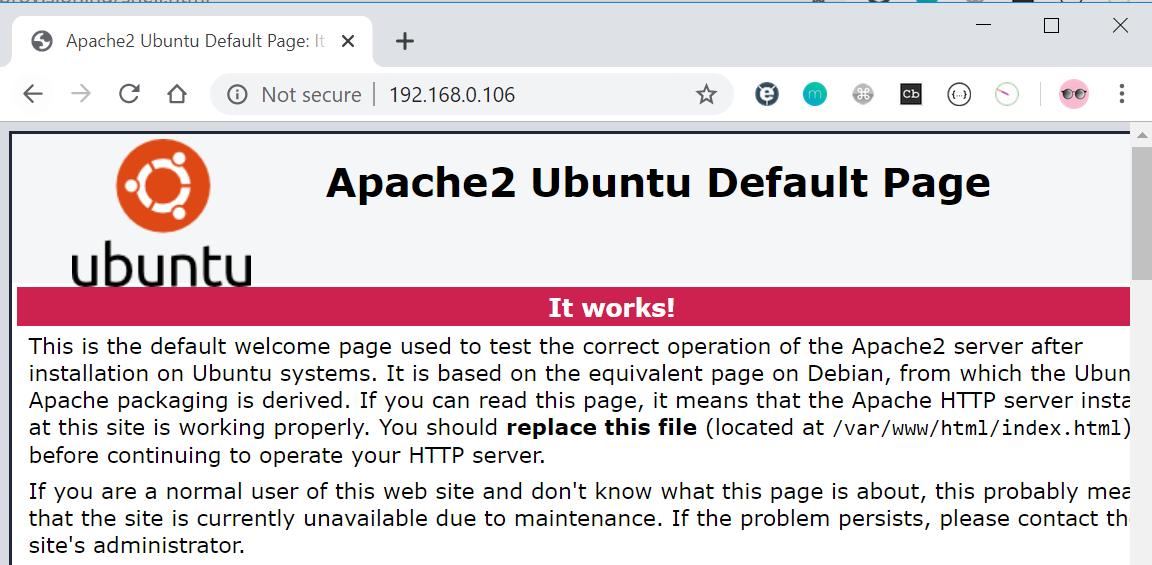 Apache2 Ubuntu Default Page: It
Not secure | 192.168.0.106
Cb
{...}
Apache2 Ubuntu Default Page
ubuntu
It works!
This is the default welcome page used to test the correct operation of the Apache2 server after
installation on Ubuntu systems. It is based on the equivalent page on Debian, from which the Ubun
Apache packaging is derived. If you can read this page, it means that the Apache HTTP server insta
at this site is working properly. You should replace this file (located at /var/www/html/index.html)
before continuing to operate your HTTP server.
If you are a normal user of this web site and don't know what this page is about, this probably mea
that the site is currently unavailable due to maintenance. If the problem persists, please contact th
site's administrator.